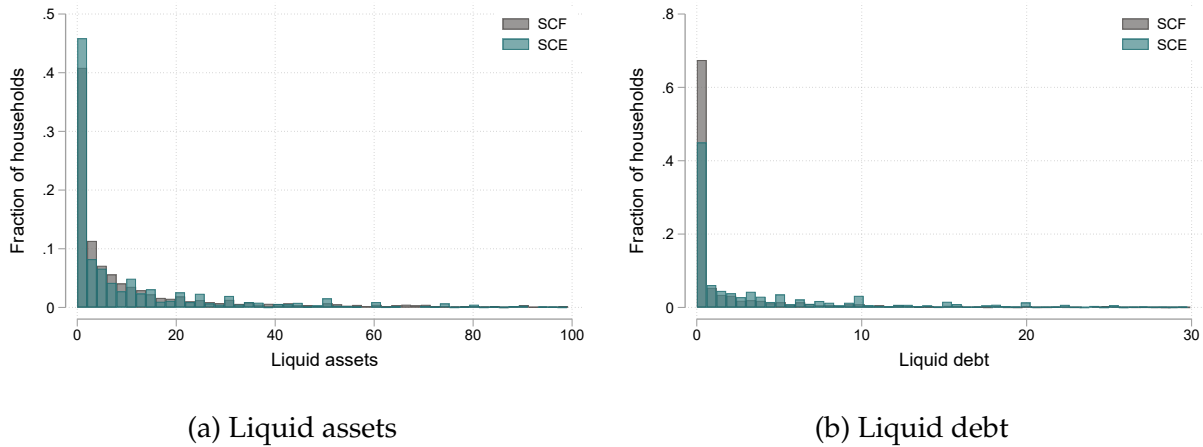 .5
.4
.3
.2
.1
0
Fraction of households
0 20 40 60 80 100
Liquid assets
SCF
SCE
(a) Liquid assets
.8
.6
.4
.2
0
Fraction of households
0 10 20 30
Liquid debt
SCF
SCE
(b) Liquid debt